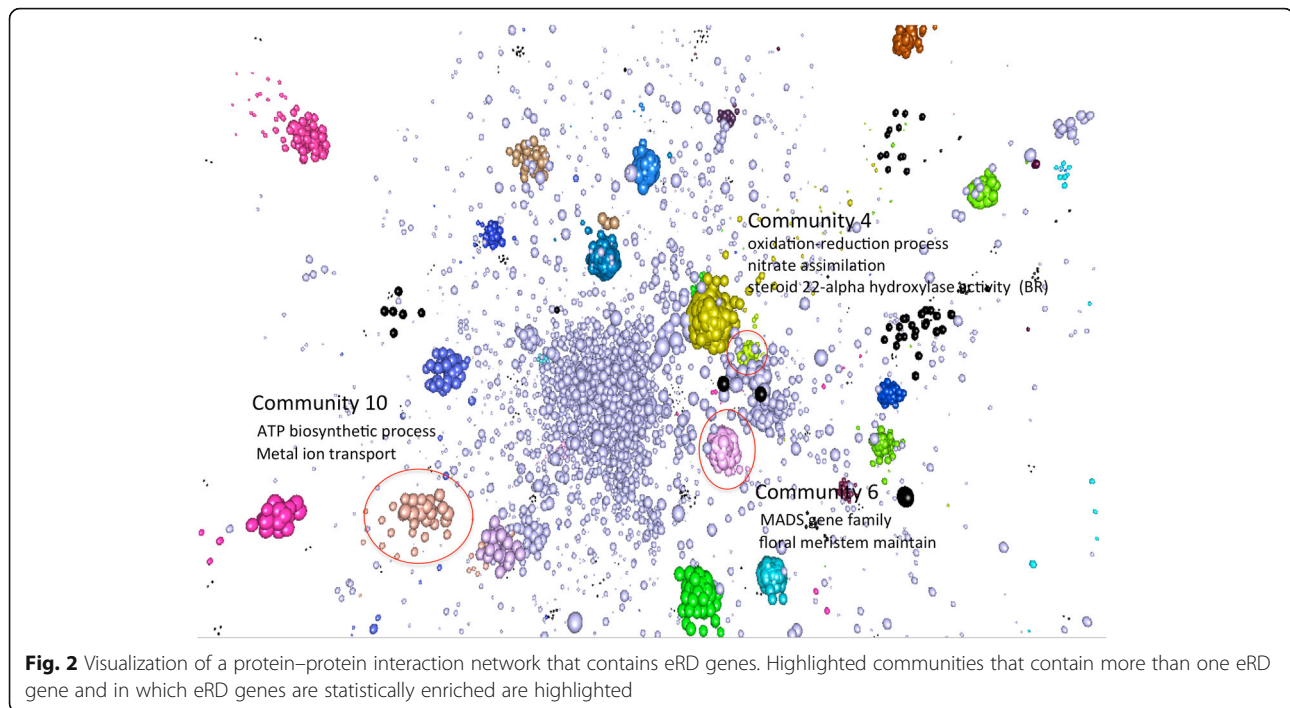 Community 4
oxidation-reduction process
nitrate assimilation
steroid 22-alpha hydroxylase activity (BR)
Community 10
ATP biosynthetic process
Metal ion transport
Community 6
MADS gene family
floral meristem maintain
Fig. 2 Visualization of a protein–protein interaction network that contains eRD genes. Highlighted communities that contain more than one eRD
gene and in which eRD genes are statistically enriched are highlighted